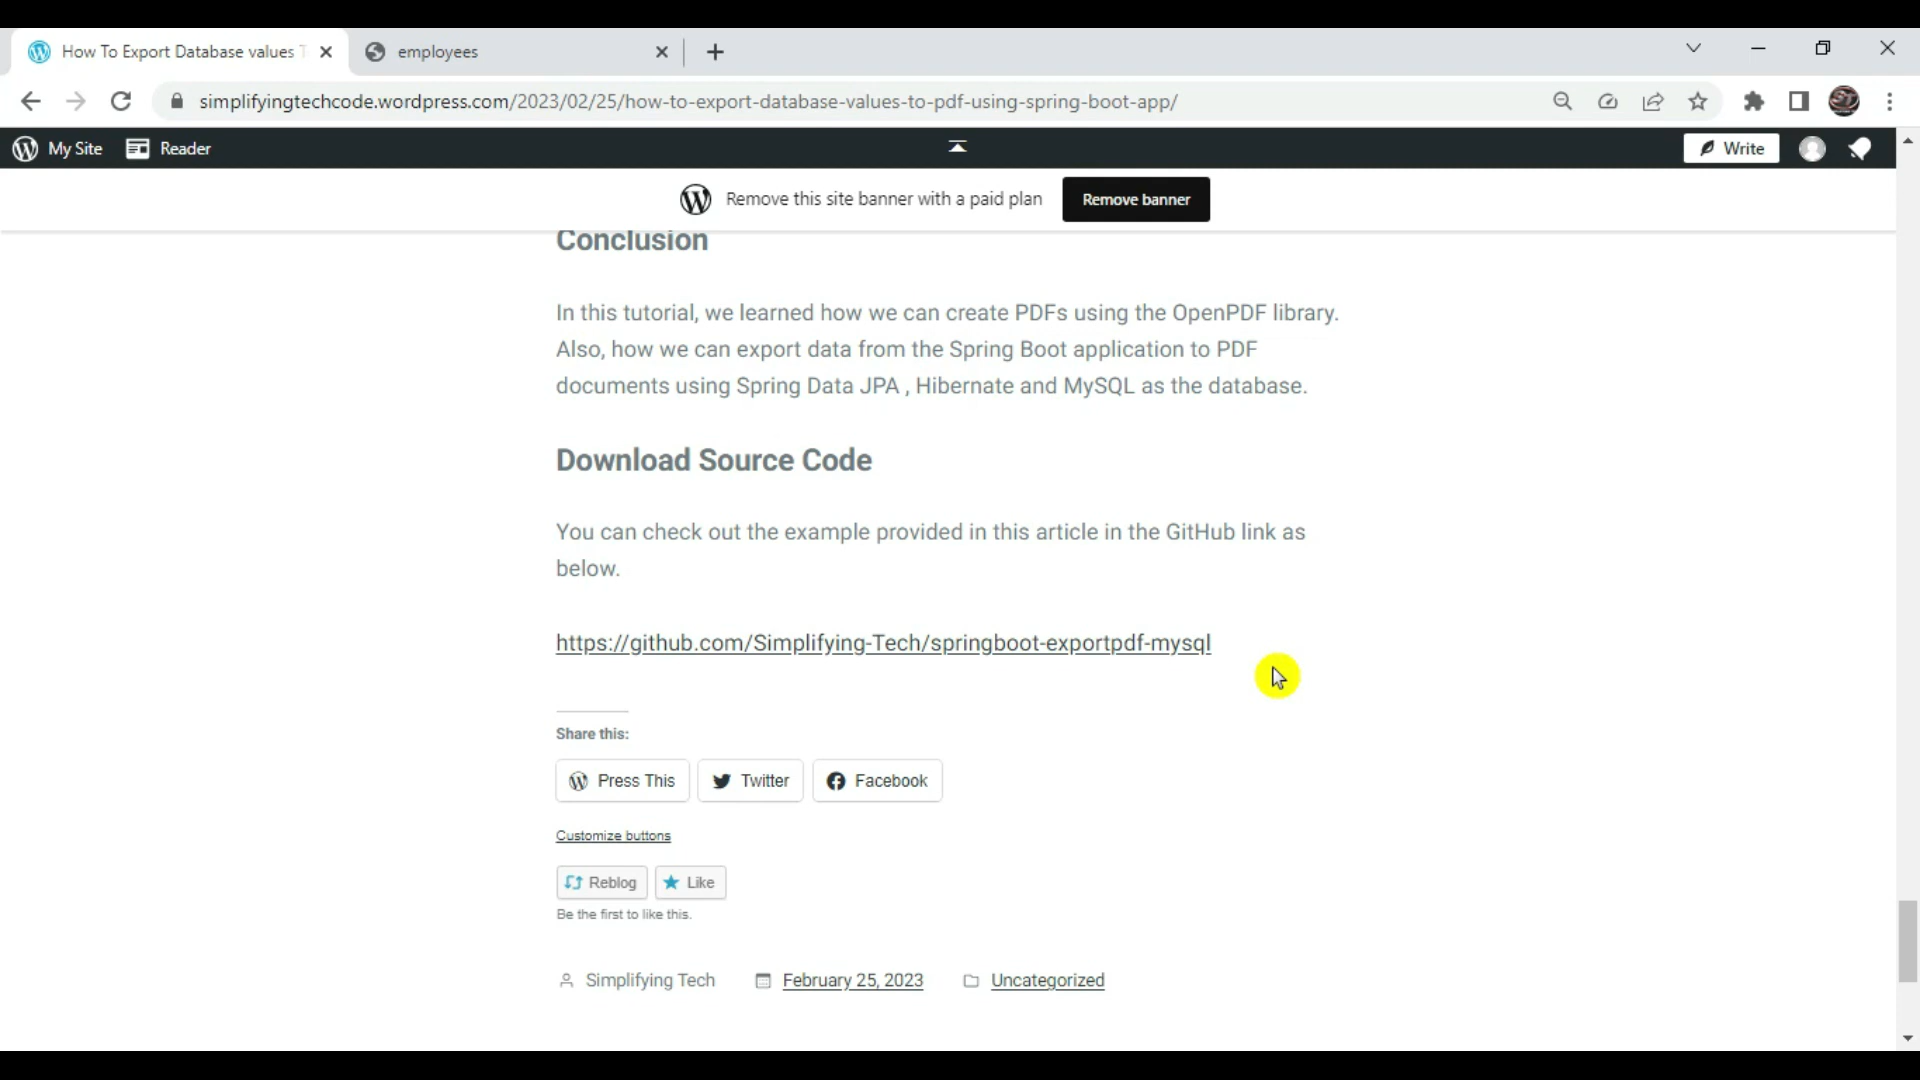 How To Export Database values T
employees
simplifyingtechcode.wordpress.com/2023/02/25/how-to-export-database-values-to-pdf-using-spring-boot-app/
My Site
Reader
Write
Remove this site banner with a paid plan
Remove banner
Conclusion
In this tutorial, we learned how we can create PDFs using the OpenPDF library.
Also, how we can export data from the Spring Boot application to PDF
documents using Spring Data JPA , Hibernate and MySQL as the database.
Download Source Code
You can check out the example provided in this article in the GitHub link as
below.
https://github.com/Simplifying-Tech/springboot-exportpdf-mysql
Share this:
Press This
Twitter
Facebook
Customize buttons
Reblog
Like
Be the first to like this.
Simplifying Tech
February 25, 2023
Uncategorized